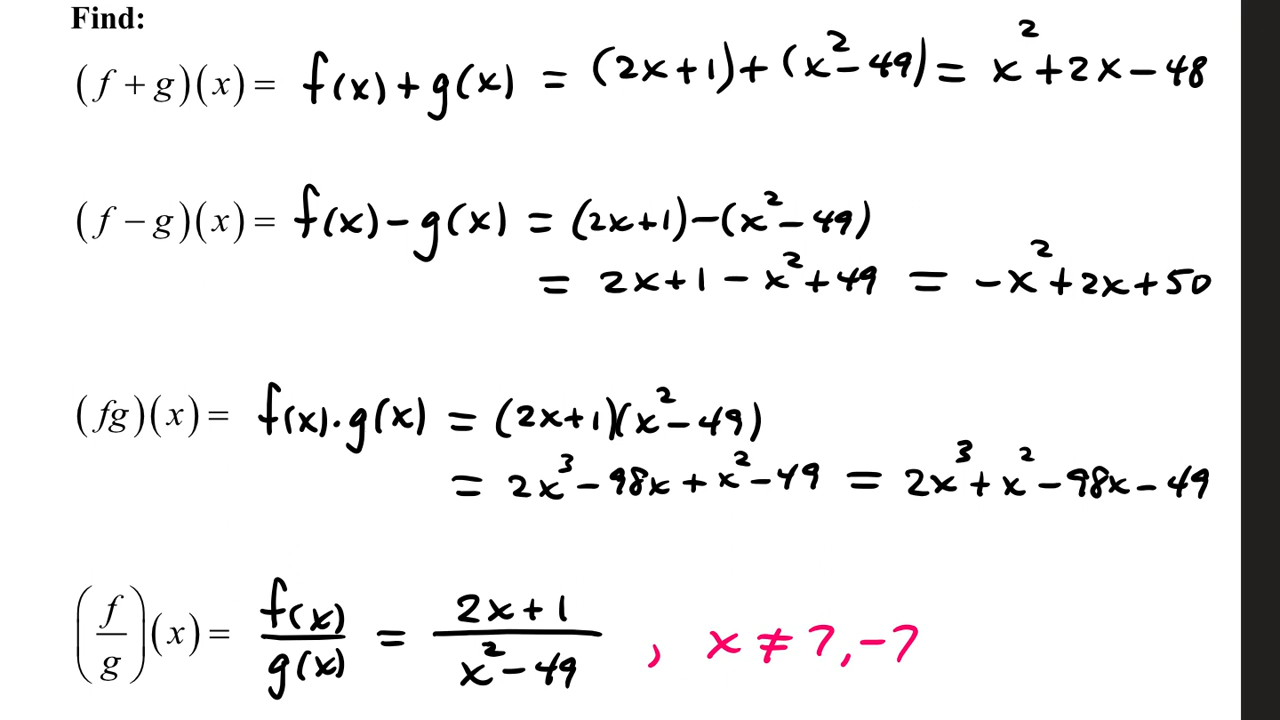 Find:
(f + g)(x) = f(x) + g(x) = (2x+1) + (x² - 49) = x² + 2x - 48
(f - g)(x) = f(x) - g(x) = (2x+1) - (x² - 49)
= 2x + 1 - x² + 49 = -x² + 2x + 50
(fg)(x) = f(x) · g(x) = (2x+1)(x² - 49)
= 2x³ - 98x + x² - 49 = 2x³ + x² - 98x - 49
(f/g)(x) = f(x)/g(x) = 2x+1/x² - 49 , x ≠ 7, -7